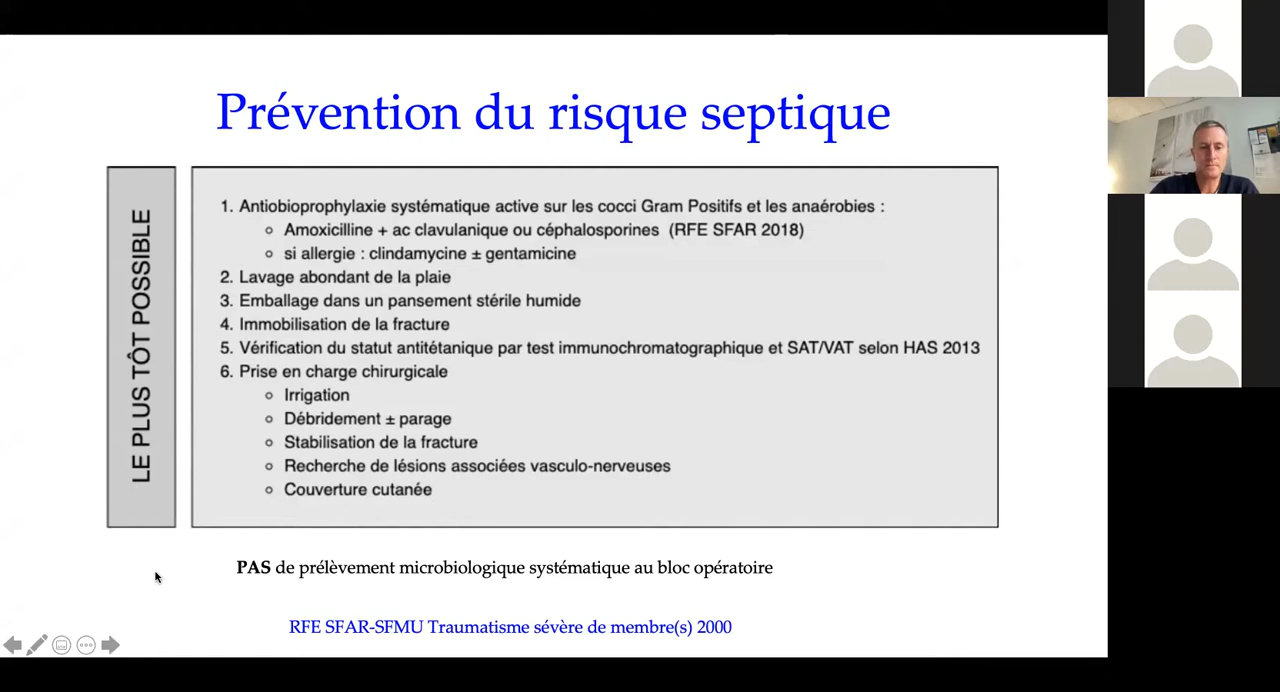 Prévention du risque septique
LE PLUS TÔT POSSIBLE
1. Antiobioprophylaxie systématique active sur les cocci Gram Positifs et les anaérobies :
○ Amoxicilline + ac clavulanique ou céphalosporines (RFE SFAR 2018)
○ si allergie : clindamycine ± gentamicine
2. Lavage abondant de la plaie
3. Emballage dans un pansement stérile humide
4. Immobilisation de la fracture
5. Vérification du statut antitétanique par test immunochromatographique et SAT/VAT selon HAS 2013
6. Prise en charge chirurgicale
○ Irrigation
○ Débridement ± parage
○ Stabilisation de la fracture
○ Recherche de lésions associées vasculo-nerveuses
○ Couverture cutanée
PAS de prélèvement microbiologique systématique au bloc opératoire
RFE SFAR-SFMU Traumatisme sévère de membre(s) 2000